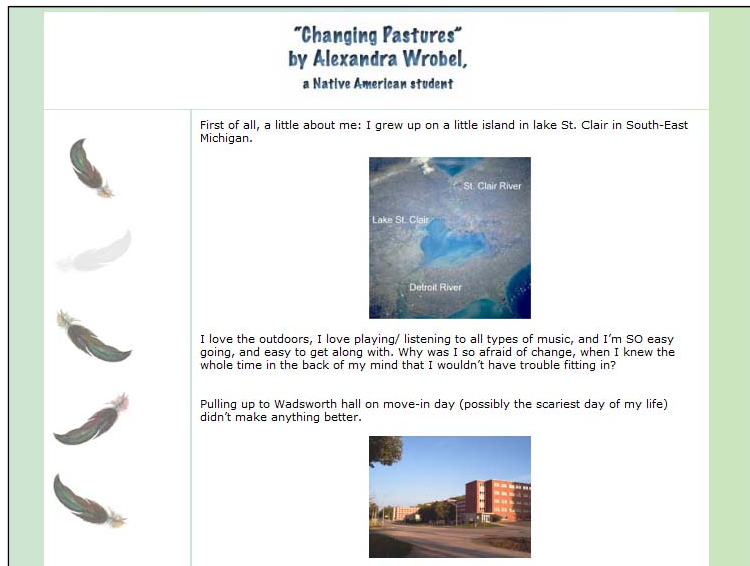 “Changing Pastures”
by Alexandra Wrobel,
a Native American student
First of all, a little about me: I grew up on a little island in lake St. Clair in South-East
Michigan.
St. Clair River
Lake St. Clair
Detroit River
I love the outdoors, I love playing/ listening to all types of music, and I’m SO easy
going, and easy to get along with. Why was I so afraid of change, when I knew the
whole time in the back of my mind that I wouldn’t have trouble fitting in?
Pulling up to Wadsworth hall on move-in day (possibly the scariest day of my life)
didn’t make anything better.